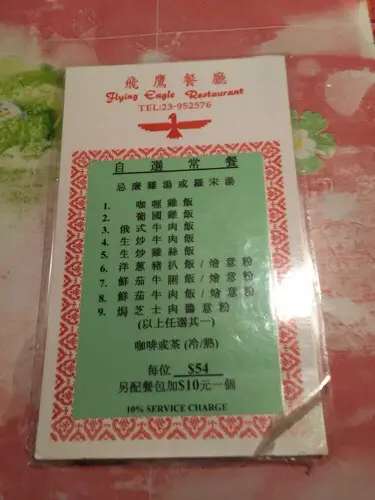 飛鷹餐廳
Flying Eagle Restaurant
TEL:23-952576
自選常餐
忌廉雞湯或羅宋湯
1. 咖喱雞飯
2. 葡國雞飯
3. 俄式牛肉飯
4. 生炒牛肉飯
5. 生炒雞絲飯
6. 洋蔥豬扒飯/燴意粉
7. 鮮茄牛脷飯/燴意粉
8. 鮮茄牛肉飯/燴意粉
9. 焗芝士肉醬意粉
(以上任選其一)
咖啡或茶(冷/熱)
每位 $54
另配餐包加$10元一個
10% SERVICE CHARGE